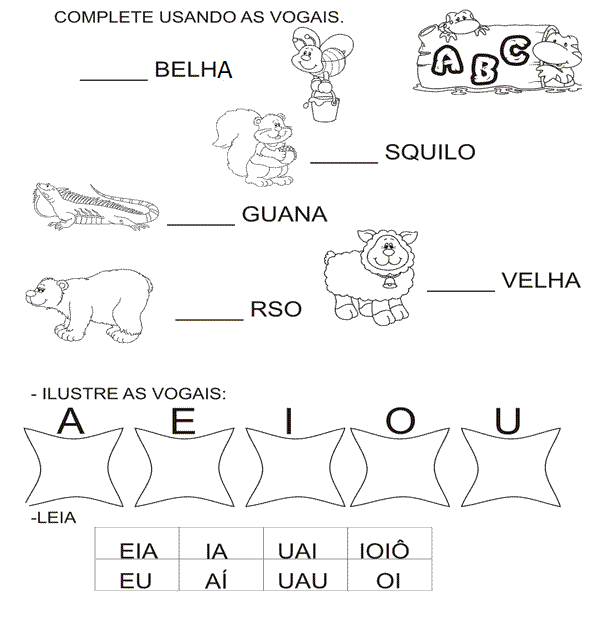 COMPLETE USANDO AS VOGAIS.
A B C
______ BELHA
______ SQUILO
______ GUANA
______ VELHA
______ RSO
- ILUSTRE AS VOGAIS:
A E I O U
-LEIA
EIA IA UAI IOIÔ
EU AÍ UAU OI